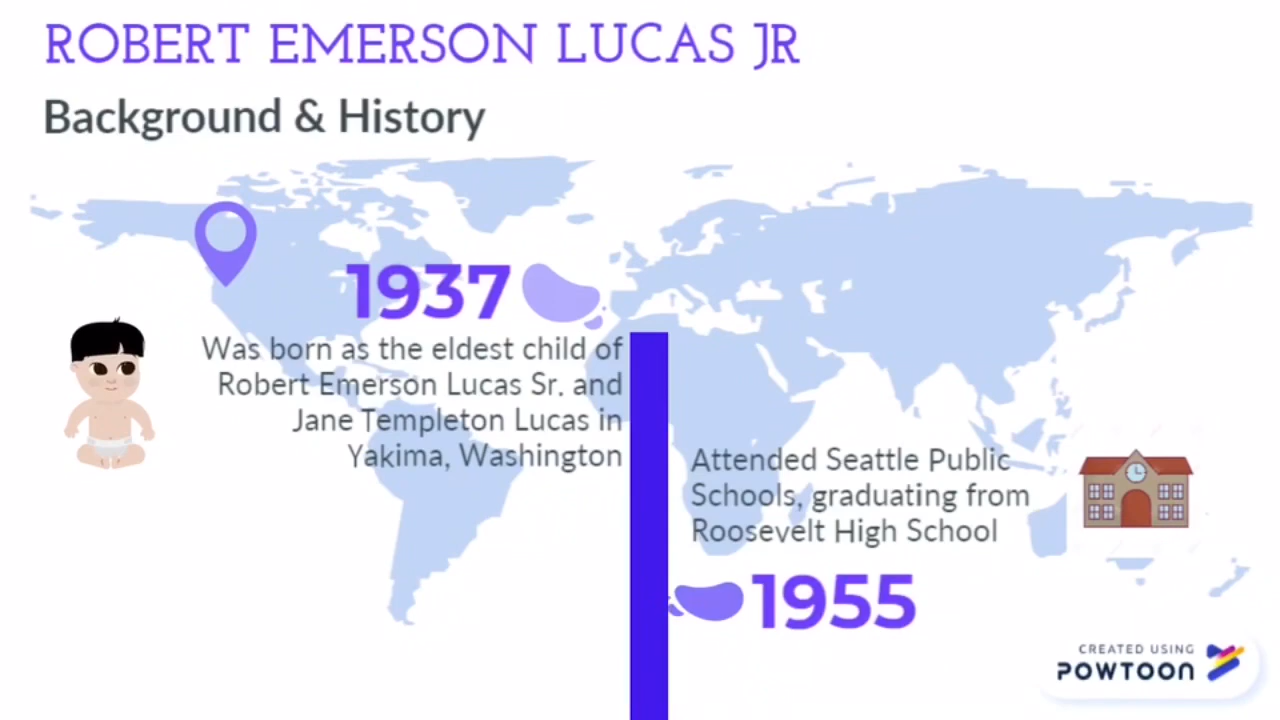 ROBERT EMERSON LUCAS JR
Background & History
1937
Was born as the eldest child of
Robert Emerson Lucas Sr. and
Jane Templeton Lucas in
Yakima, Washington
Attended Seattle Public
Schools, graduating from
Roosevelt High School
1955
CREATED USING
POWTOON